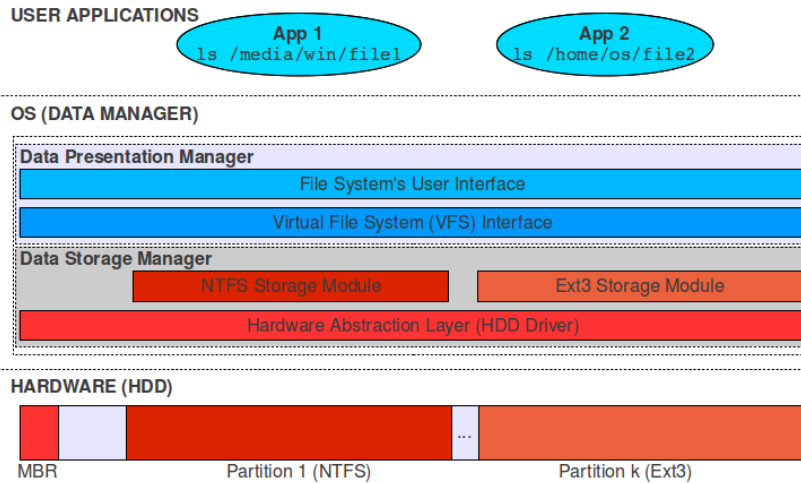 USER APPLICATIONS
App 1
ls /media/win/file1
App 2
ls /home/os/file2
OS (DATA MANAGER)
Data Presentation Manager
File System's User Interface
Virtual File System (VFS) Interface
Data Storage Manager
NTFS Storage Module
Ext3 Storage Module
Hardware Abstraction Layer (HDD Driver)
HARDWARE (HDD)
...
MBR
Partition 1 (NTFS)
Partition k (Ext3)